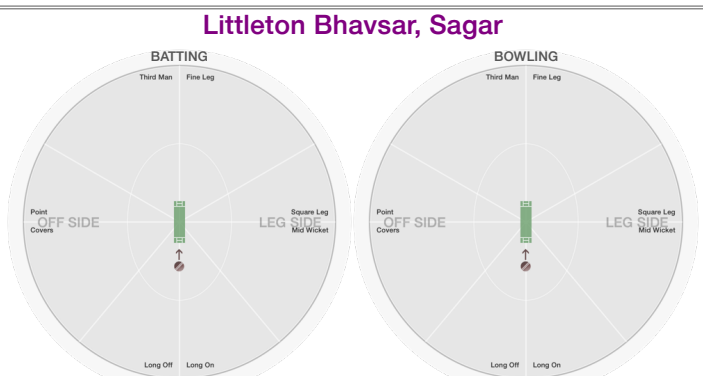 Littleton Bhavsar, Sagar
BATTING
Third Man Fine Leg
Point
OFF SIDE
Covers
Square Leg
LEG SIDE
Mid Wicket
Long Off Long On
BOWLING
Third Man Fine Leg
Point
OFF SIDE
Covers
Square Leg
LEG SIDE
Mid Wicket
Long Off Long On